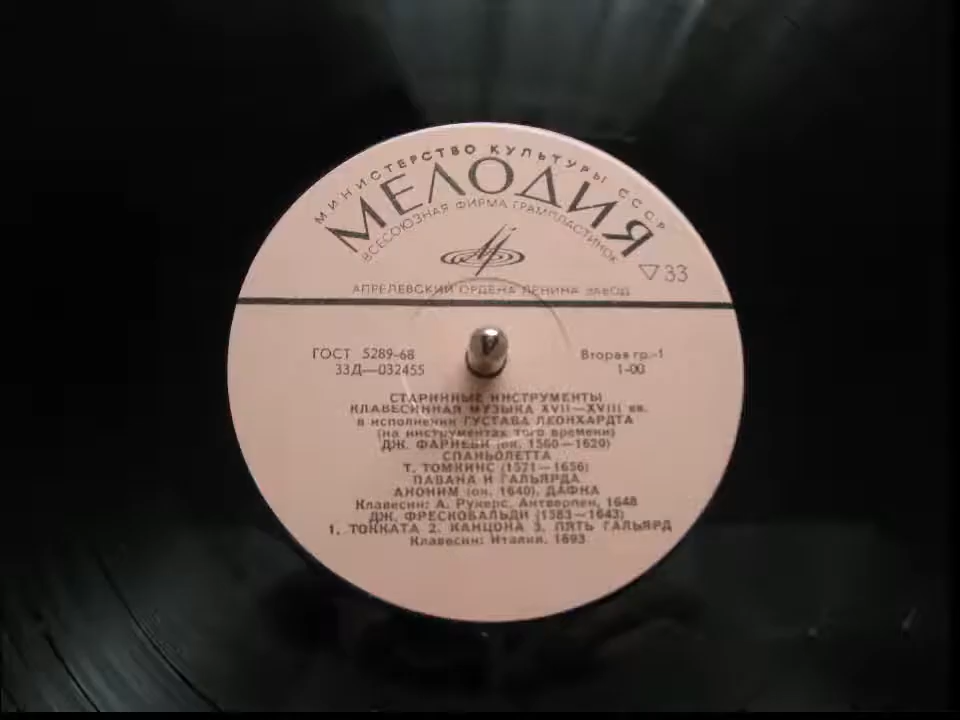 МИНИСТЕРСТВО КУЛЬТУРЫ СССР
МЕЛОДИЯ
ВСЕСОЮЗНАЯ ФИРМА ГРАМПЛАСТИНОК
▽33
АПРЕЛЕВСКИЙ ОРДЕНА ЛЕНИНА ЗАВОД
ГОСТ 5289-68
Вторая гр.-1
33Д—032455
1-00
СТАРИННЫЕ ИНСТРУМЕНТЫ
КЛАВЕСИННАЯ МУЗЫКА XVII—XVIII вв.
в исполнении ГУСТАВА ЛЕОНХАРДТА
(на инструментах того времени)
ДЖ. ФАРНЕБИ (ок. 1560—1620)
СПАНЬОЛЕТТА
Т. ТОМКИНС (1571—1656)
ПАВАНА И ГАЛЬЯРДА
АНОНИМ (ок. 1640). ДАФНА
Клавесин: А. Рукерс, Антверпен, 1648
ДЖ. ФРЕСКОБАЛЬДИ (1583—1643)
1. ТОККАТА 2. КАНЦОНА 3. ПЯТЬ ГАЛЬЯРД
Клавесин: Италия, 1693